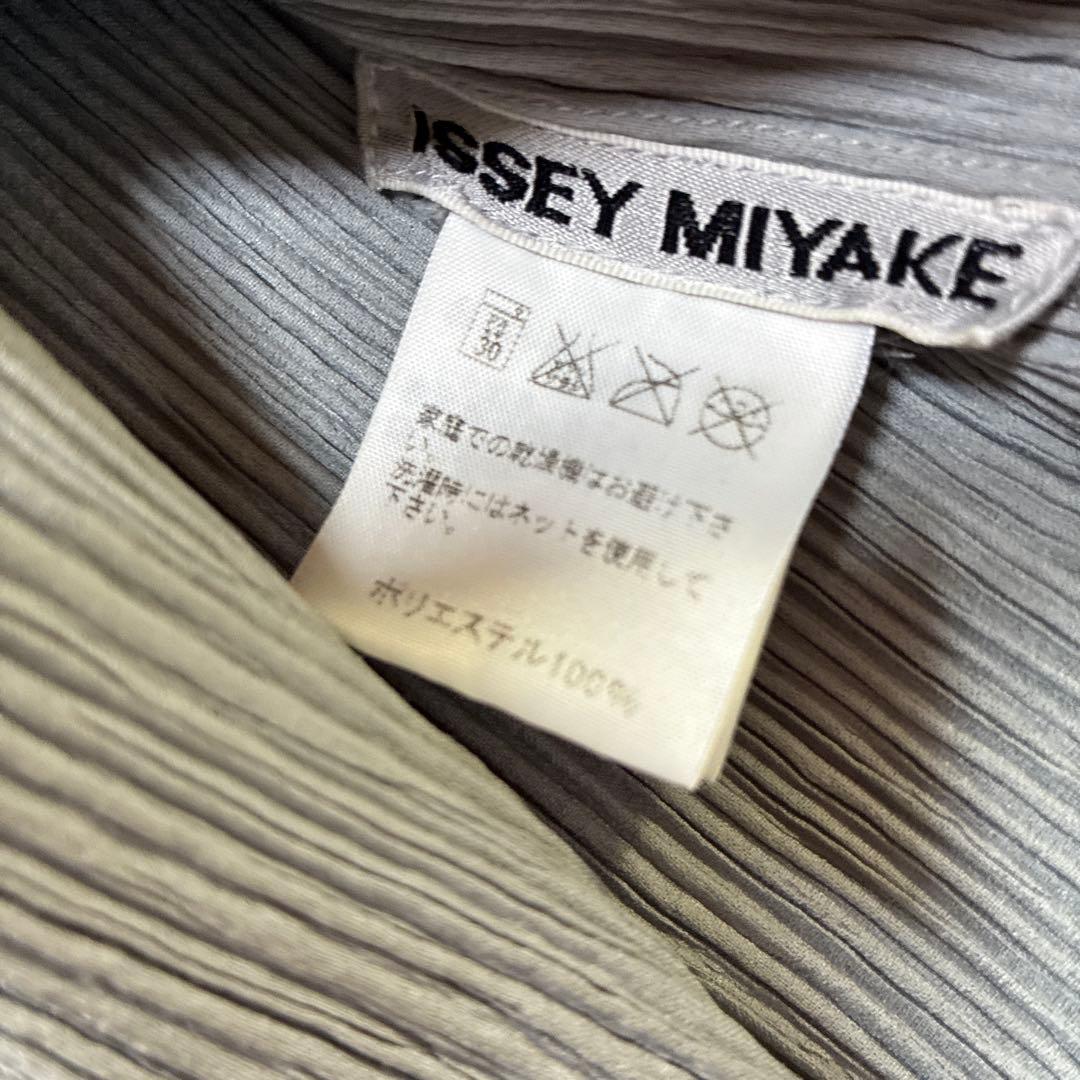 ISSEY MIYAKE
30
家庭での乾燥機はお避け下さ
い。
洗濯時にはネットを使用して
下さい。
ポリエステル100%